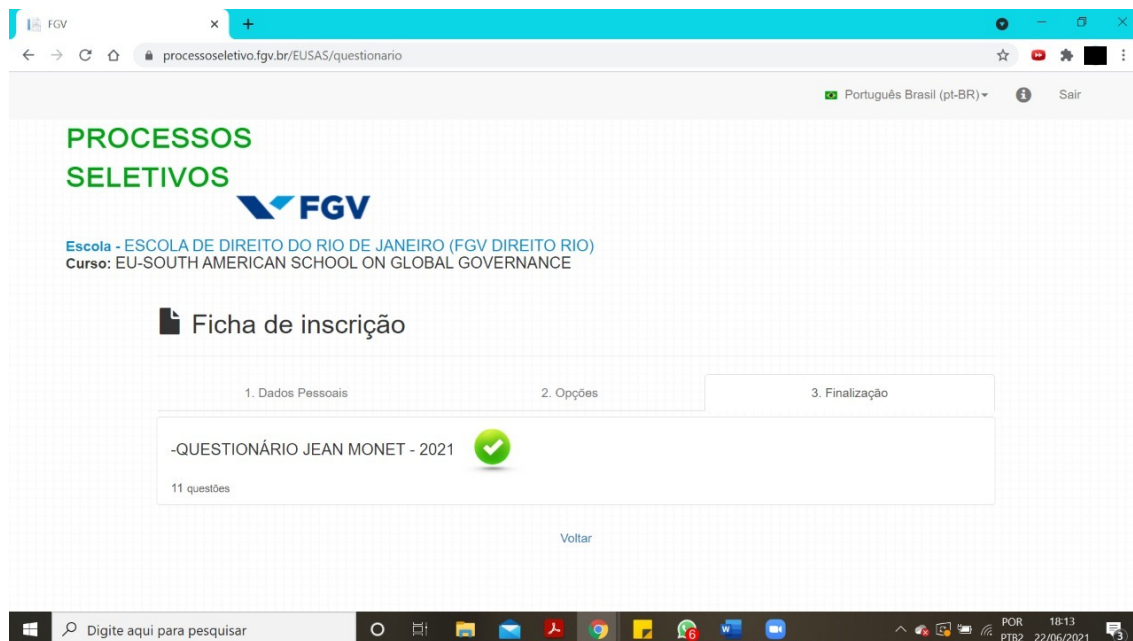 FGV
processoseletivo.fgv.br/EUSAS/questionario
Português Brasil (pt-BR)
Sair
PROCESSOS
SELETIVOS
FGV
Escola - ESCOLA DE DIREITO DO RIO DE JANEIRO (FGV DIREITO RIO)
Curso: EU-SOUTH AMERICAN SCHOOL ON GLOBAL GOVERNANCE
Ficha de inscrição
1. Dados Pessoais
2. Opções
3. Finalização
-QUESTIONÁRIO JEAN MONET - 2021
11 questões
Voltar
Digite aqui para pesquisar
6
W
POR
PTB2
18:13
22/06/2021
3